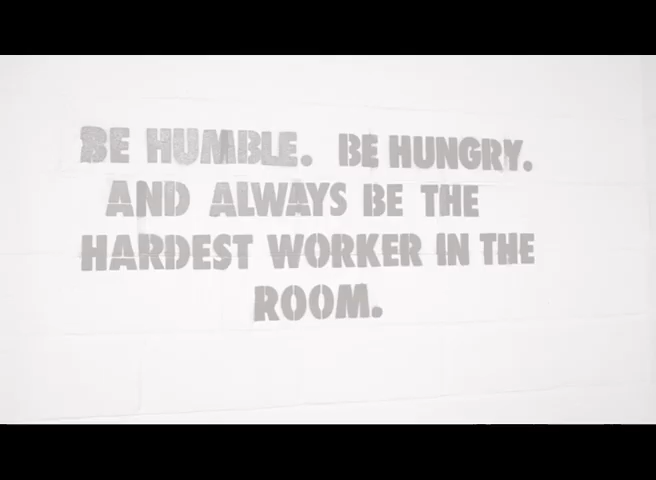 BE HUMBLE. BE HUNGRY.
AND ALWAYS BE THE
HARDEST WORKER IN THE
ROOM.